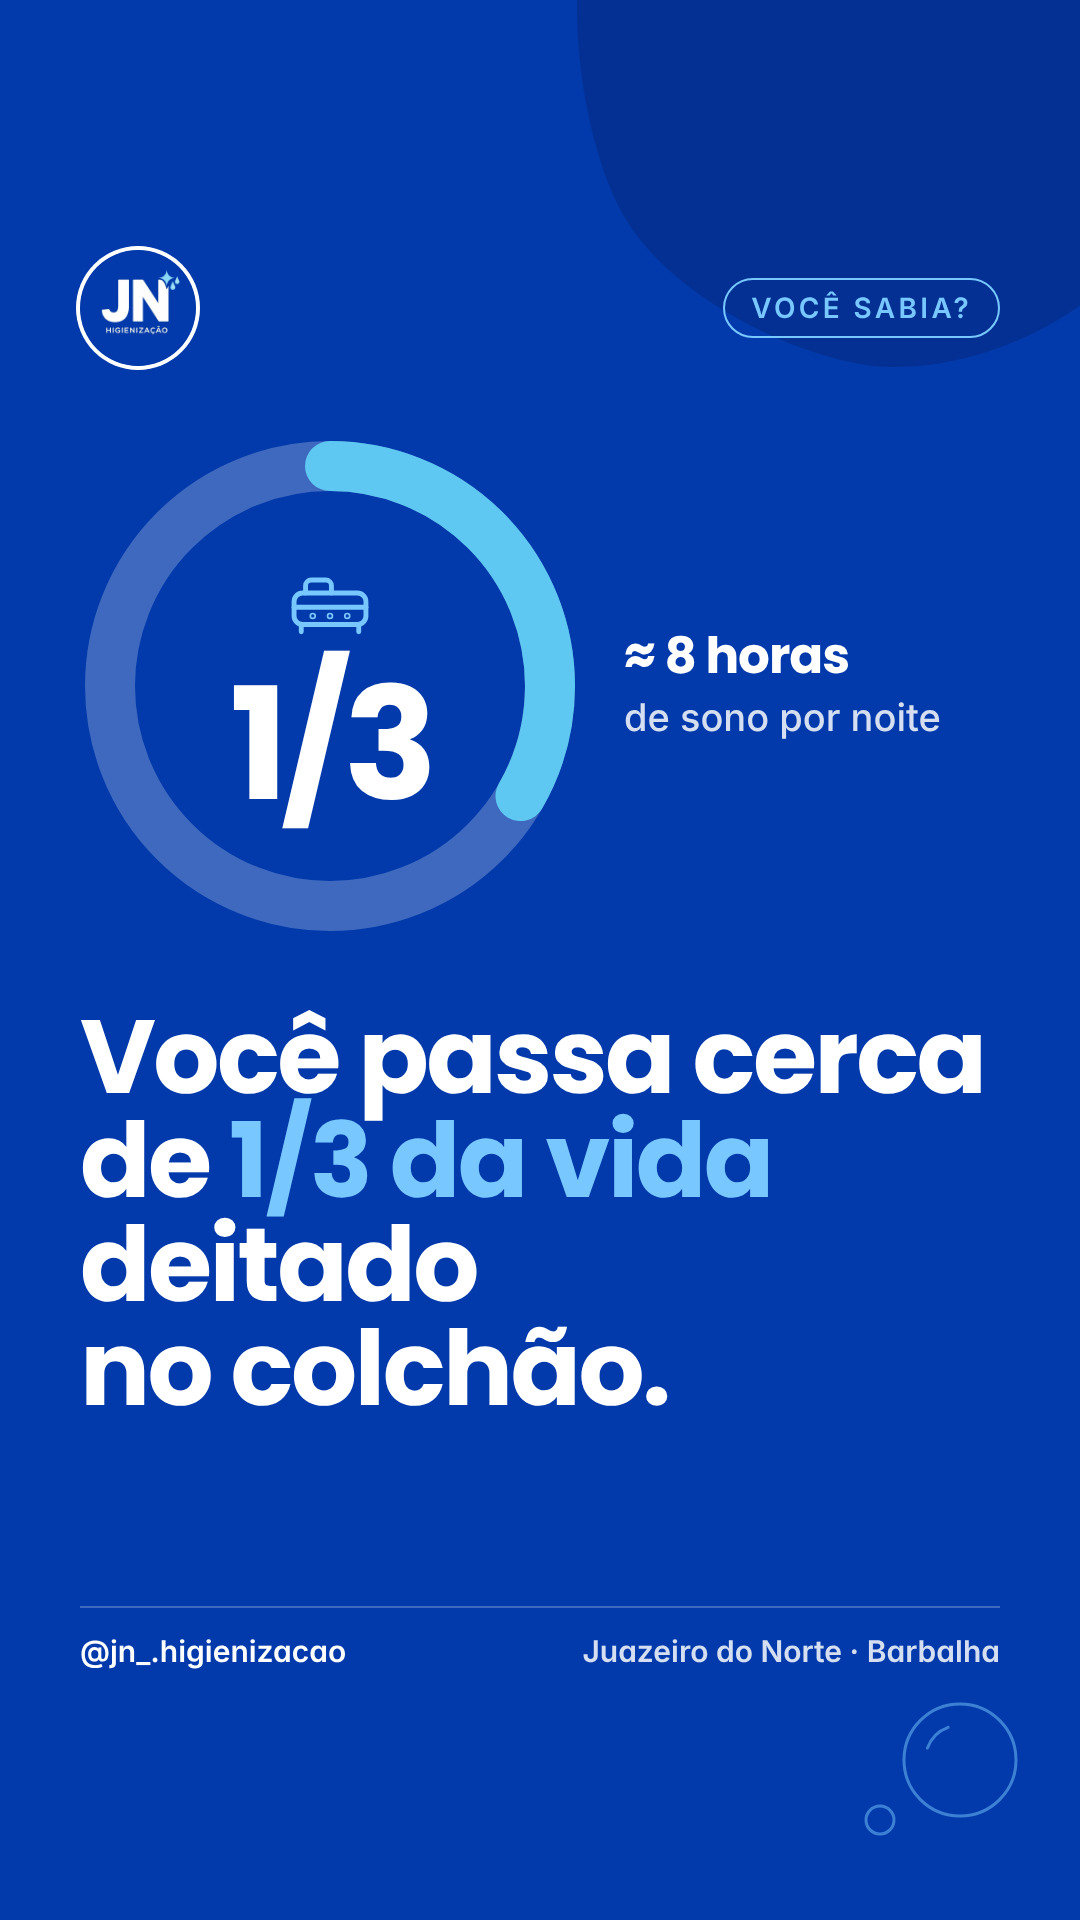 JN
HIGIENIZAÇÃO
VOCÊ SABIA?
1/3
≈ 8 horas
de sono por noite
Você passa cerca
de 1/3 da vida
deitado
no colchão.
@jn_.higienizacao
Juazeiro do Norte · Barbalha